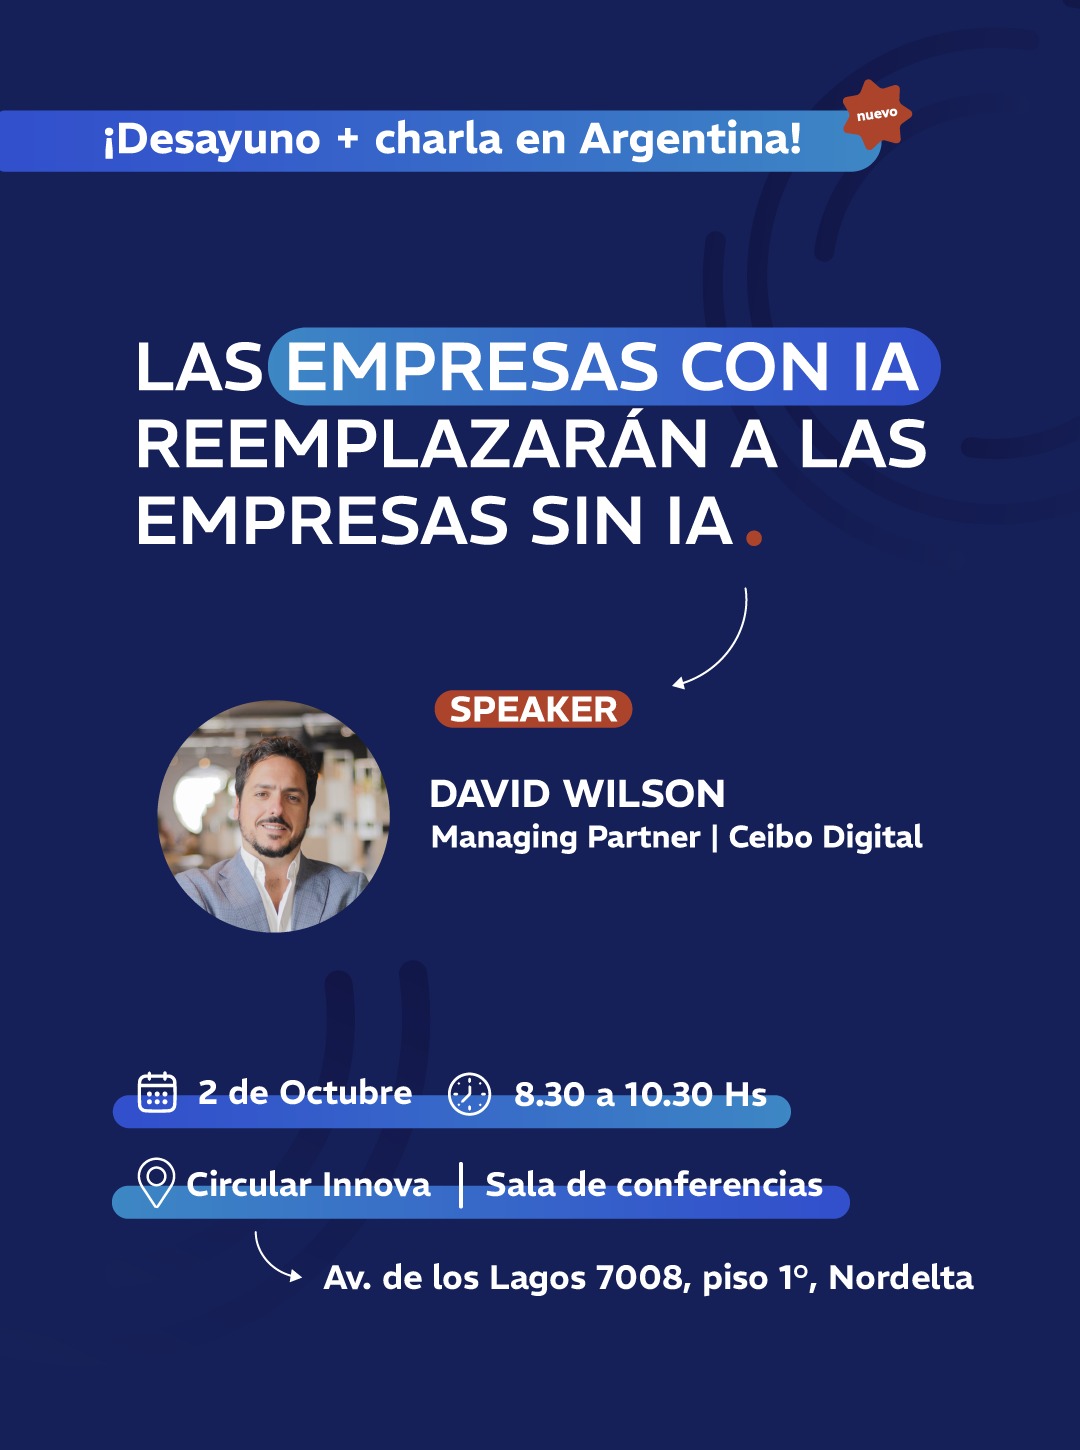 ¡Desayuno + charla en Argentina!
nuevo
LAS EMPRESAS CON IA
REEMPLAZARÁN A LAS
EMPRESAS SIN IA.
SPEAKER
DAVID WILSON
Managing Partner | Ceibo Digital
2 de Octubre 8.30 a 10.30 Hs
Circular Innova | Sala de conferencias
Av. de los Lagos 7008, piso 1º, Nordelta